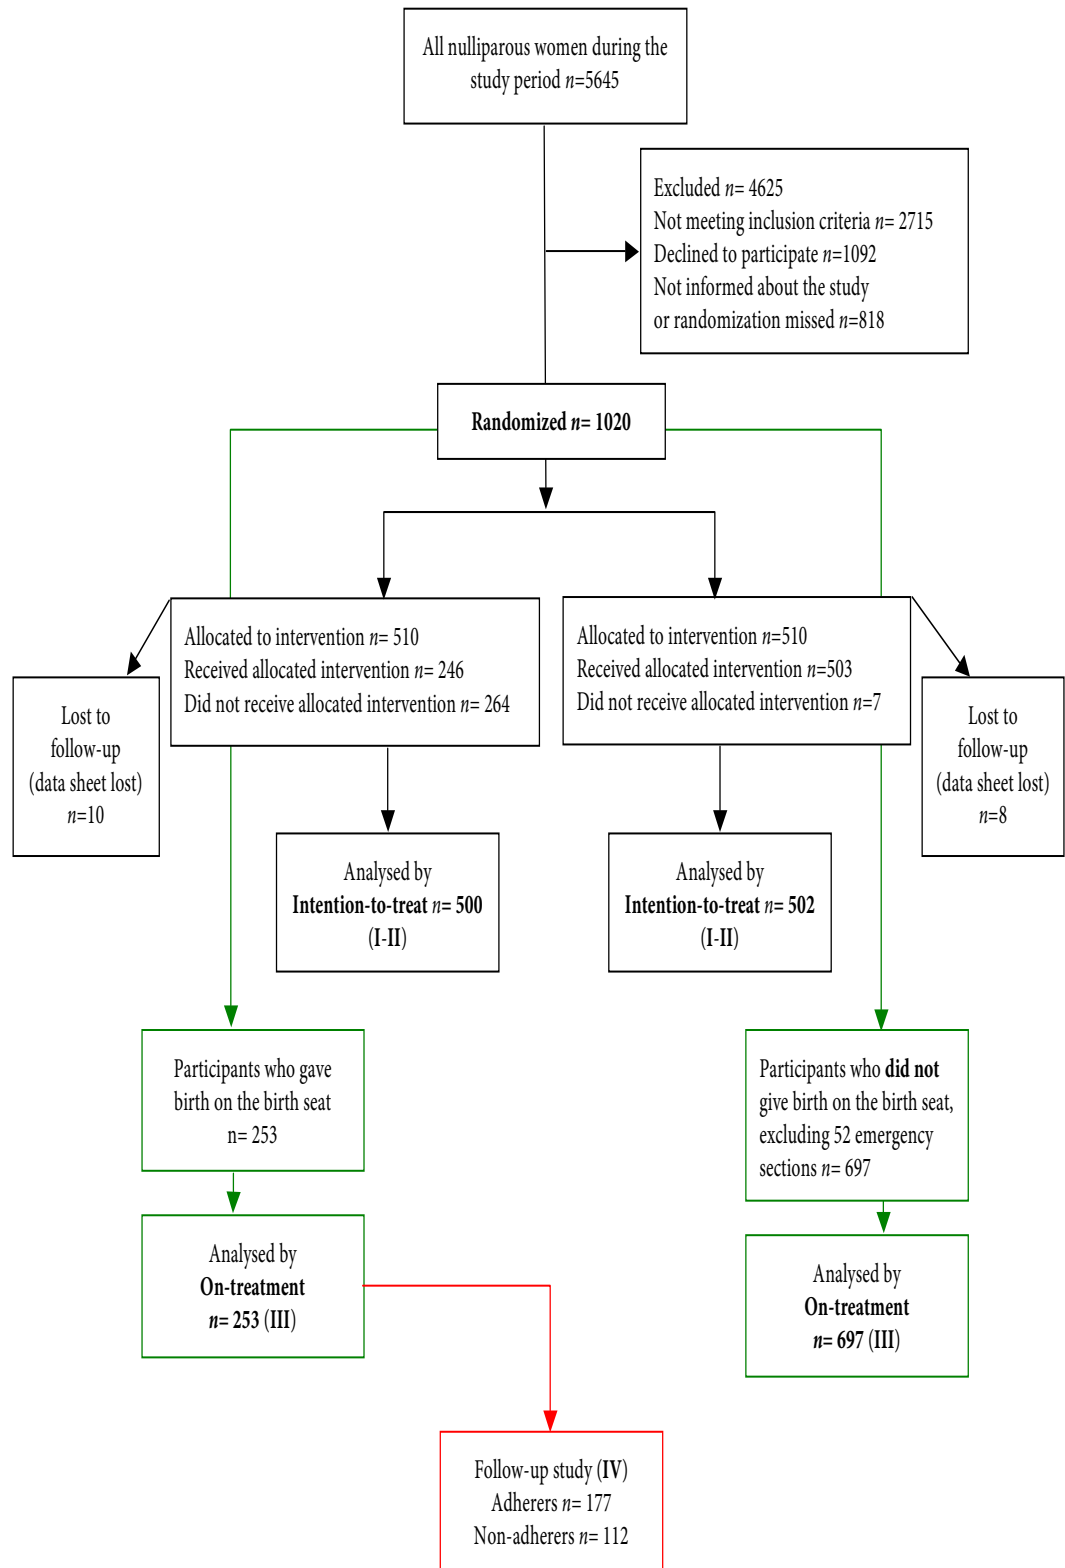 All nulliparous women during the
study period n=5645
Excluded n= 4625
Not meeting inclusion criteria n= 2715
Declined to participate n=1092
Not informed about the study
or randomization missed n=818
Randomized n= 1020
Allocated to intervention n= 510
Received allocated intervention n= 246
Did not receive allocated intervention n= 264
Allocated to intervention n=510
Received allocated intervention n=503
Did not receive allocated intervention n=7
Lost to
follow-up
(data sheet lost)
n=10
Lost to
follow-up
(data sheet lost)
n=8
Analysed by
Intention-to-treat n= 500
(I-II)
Analysed by
Intention-to-treat n= 502
(I-II)
Participants who gave
birth on the birth seat
n= 253
Participants who did not
give birth on the birth seat,
excluding 52 emergency
sections n= 697
Analysed by
On-treatment
n= 253 (III)
Analysed by
On-treatment
n= 697 (III)
Follow-up study (IV)
Adherers n= 177
Non-adherers n= 112